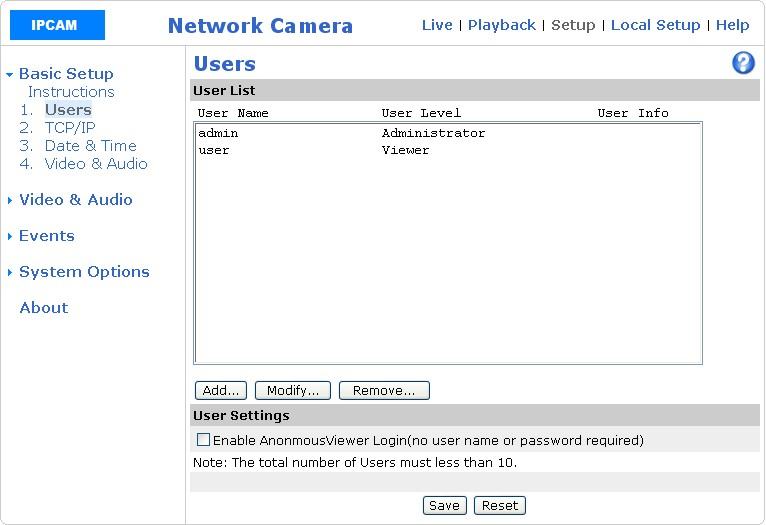 IPCAM
Network Camera
Live | Playback | Setup | Local Setup | Help
Basic Setup
Instructions
1. Users
2. TCP/IP
3. Date & Time
4. Video & Audio
Video & Audio
Events
System Options
About
Users
?
User List
User Name User Level User Info
admin Administrator
user Viewer
Add... Modify... Remove...
User Settings
Enable AnonmousViewer Login(no user name or password required)
Note: The total number of Users must less than 10.
Save Reset